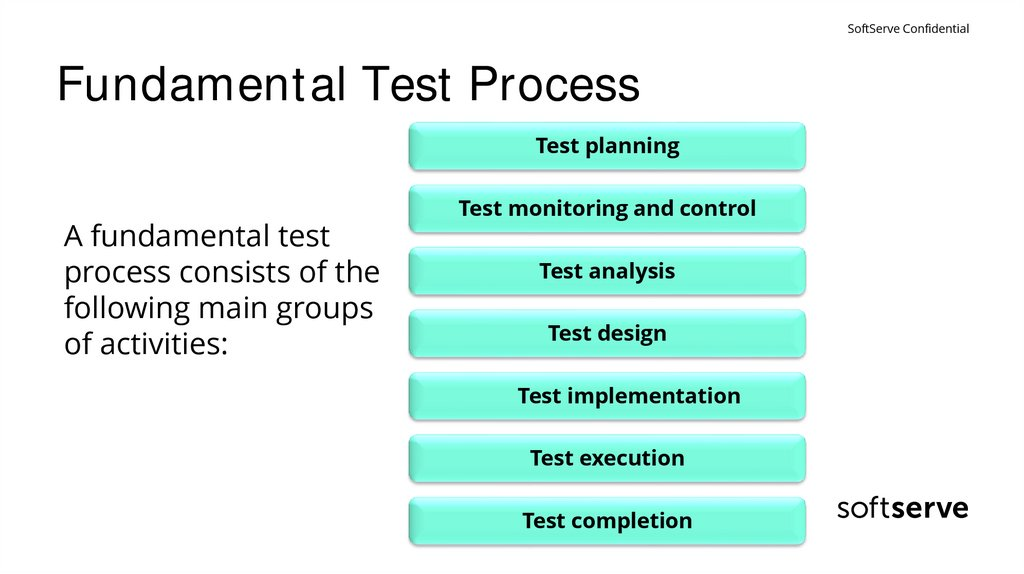 SoftServe Confidential
Fundamental Test Process
A fundamental test
process consists of the
following main groups
of activities:
Test planning
Test monitoring and control
Test analysis
Test design
Test implementation
Test execution
Test completion
softserve